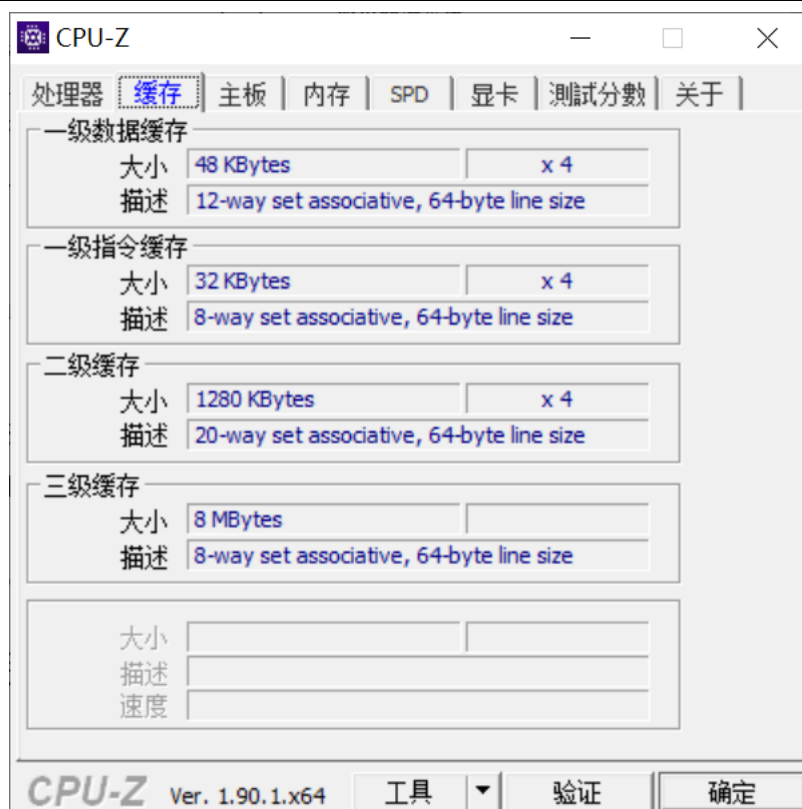 CPU-Z
处理器 缓存 主板 内存 SPD 显卡 測試分數 关于
一级数据缓存
大小 48 KBytes x 4
描述 12-way set associative, 64-byte line size
一级指令缓存
大小 32 KBytes x 4
描述 8-way set associative, 64-byte line size
二级缓存
大小 1280 KBytes x 4
描述 20-way set associative, 64-byte line size
三级缓存
大小 8 MBytes
描述 8-way set associative, 64-byte line size
大小
描述
速度
CPU-Z Ver. 1.90.1.x64 工具 验证 确定